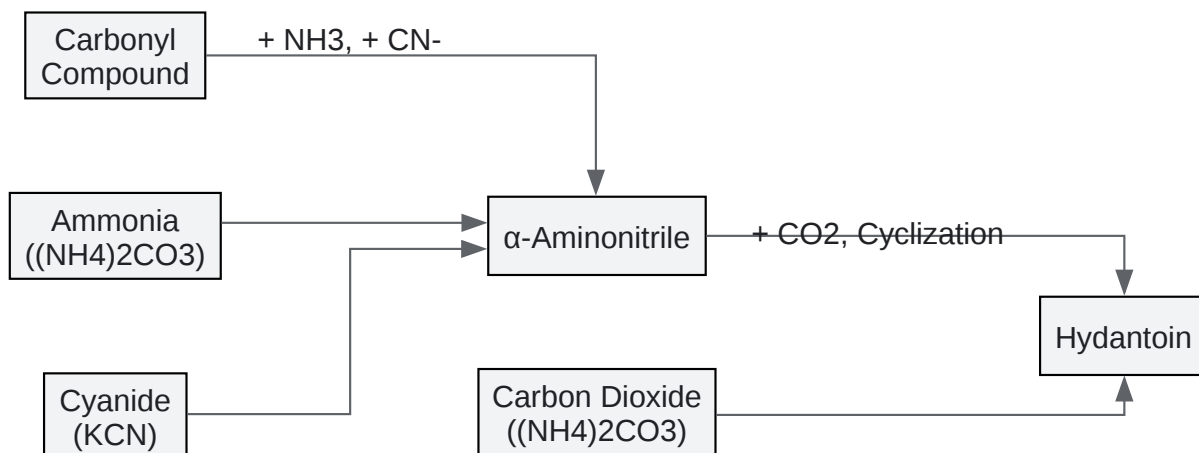 Carbonyl
Compound
+ NH3, + CN-
Ammonia
((NH4)2CO3)
α-Aminonitrile
+ CO2, Cyclization
Hydantoin
Cyanide
(KCN)
Carbon Dioxide
((NH4)2CO3)